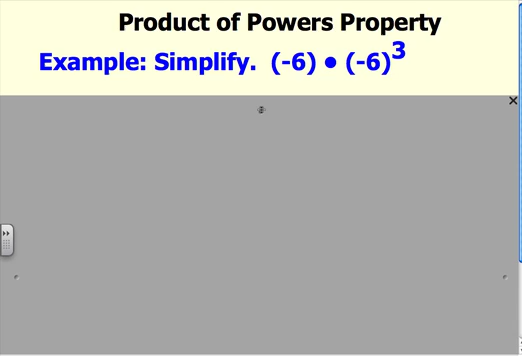 Product of Powers Property
Example: Simplify. (-6) • (-6)³